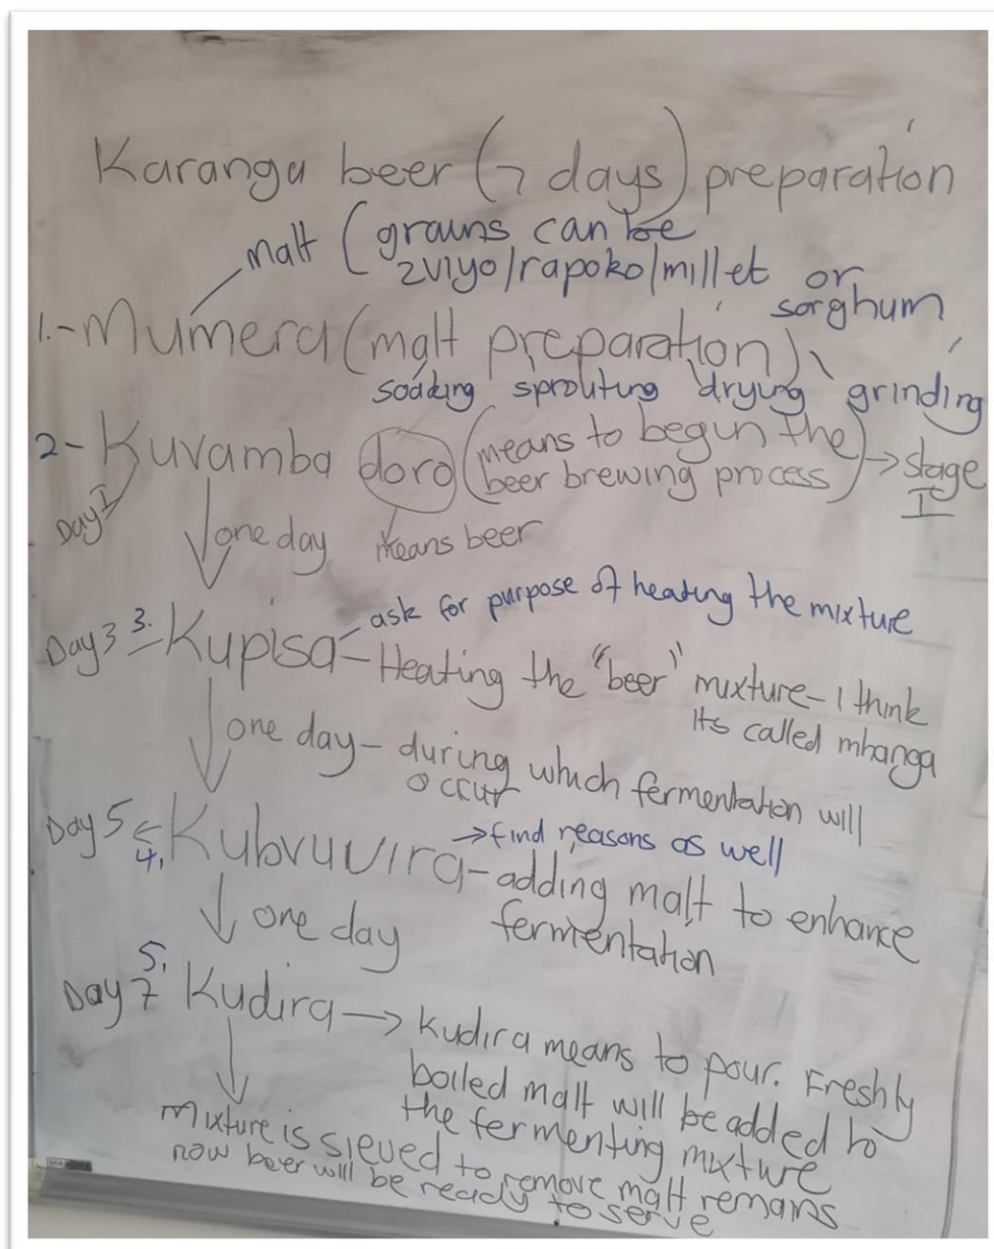 Karanga beer (7 days) preparation
malt (grains can be
zviyo/rapoko/millet or
sorghum
1.- Mumera (malt preparation)
soaking sprouting drying grinding
2- Kuvamba doro (means to begin the
beer brewing process) → stage
I
Day I
one day means beer
ask for purpose of heating the mixture
Day 3 3. Kupisa - Heating the "beer" mixture - I think
its called mhanga
one day - during which fermentation will
occur
→ find reasons as well
Day 5 4. Kubvuvira - adding malt to enhance
fermentation
one day
5.
Day 7 Kudira → Kudira means to pour. Freshly
boiled malt will be added to
the fermenting mixture
Mixture is sieved to remove malt remains
now beer will be ready to serve